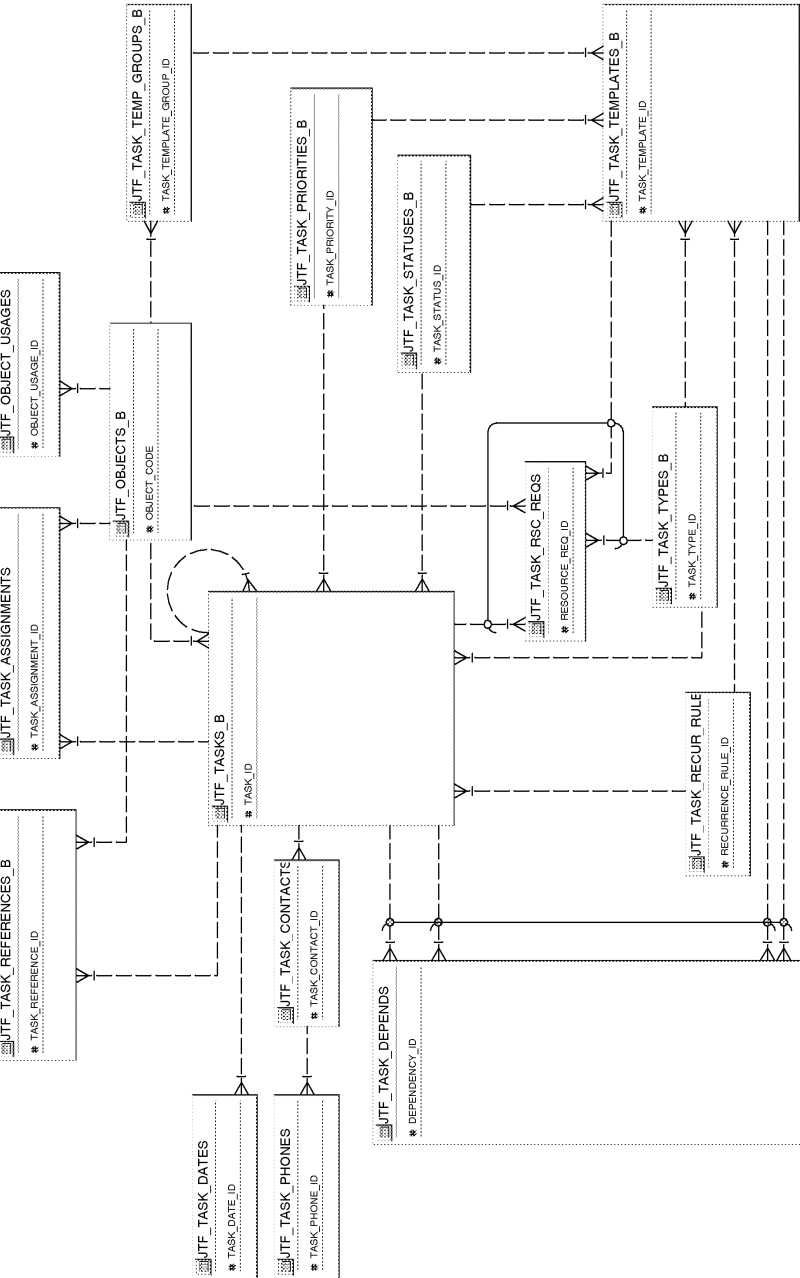 JTF_TASK_REFERENCES_B
# TASK_REFERENCE_ID
JTF_TASK_ASSIGNMENTS
# TASK_ASSIGNMENT_ID
JTF_OBJECT_USAGES
# OBJECT_USAGE_ID
JTF_OBJECTS_B
# OBJECT_CODE
JTF_TASK_TEMP_GROUPS_B
# TASK_TEMPLATE_GROUP_ID
JTF_TASK_DATES
# TASK_DATE_ID
JTF_TASKS_B
# TASK_ID
JTF_TASK_PHONES
# TASK_PHONE_ID
JTF_TASK_CONTACTS
# TASK_CONTACT_ID
JTF_TASK_PRIORITIES_B
# TASK_PRIORITY_ID
JTF_TASK_DEPENDS
# DEPENDENCY_ID
JTF_TASK_STATUSES_B
# TASK_STATUS_ID
JTF_TASK_RSC_REQS
# RESOURCE_REQ_ID
JTF_TASK_TEMPLATES_B
# TASK_TEMPLATE_ID
JTF_TASK_TYPES_B
# TASK_TYPE_ID
JTF_TASK_RECUR_RULE
# RECURRENCE_RULE_ID